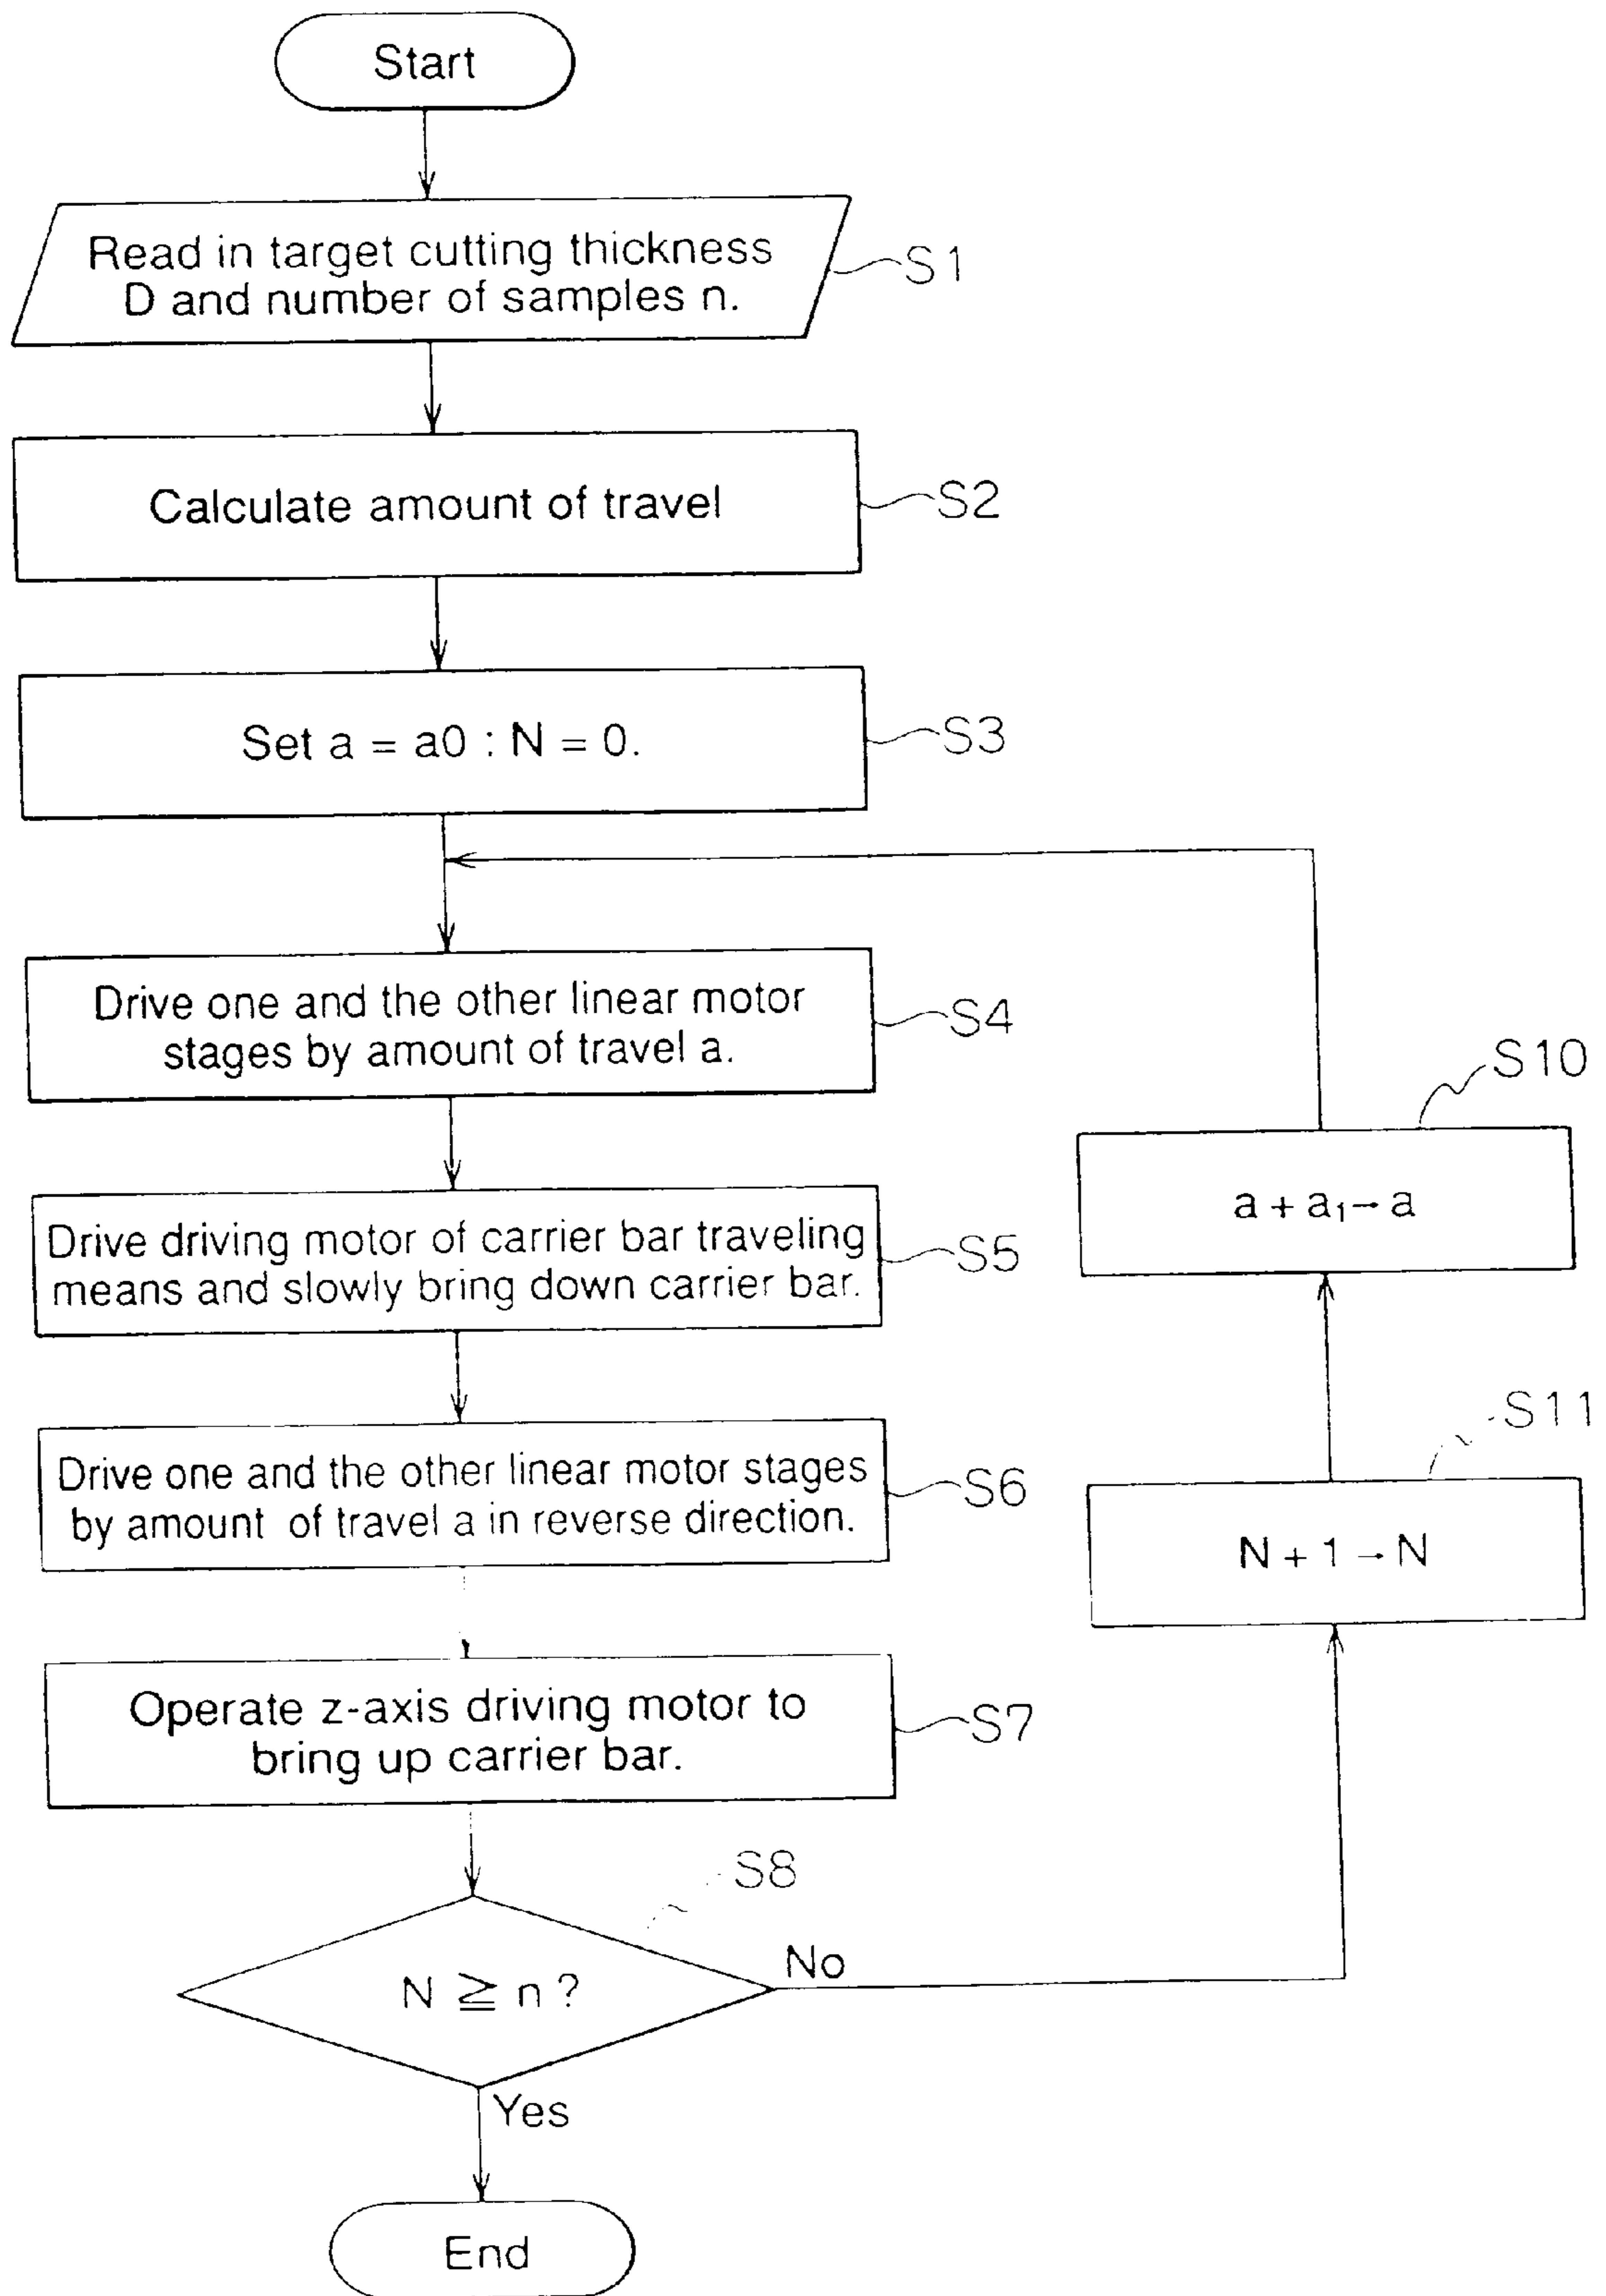 Start
Read in target cutting thickness
D and number of samples n.
S1
Calculate amount of travel
S2
Set a = a0 : N = 0.
S3
Drive one and the other linear motor
stages by amount of travel a.
S4
Drive driving motor of carrier bar traveling
means and slowly bring down carrier bar.
S5
Drive one and the other linear motor stages
by amount of travel a in reverse direction.
S6
Operate z-axis driving motor to
bring up carrier bar.
S7
S8
N ≧ n ?
No
Yes
End
S10
a + a₁→ a
S11
N + 1 → N